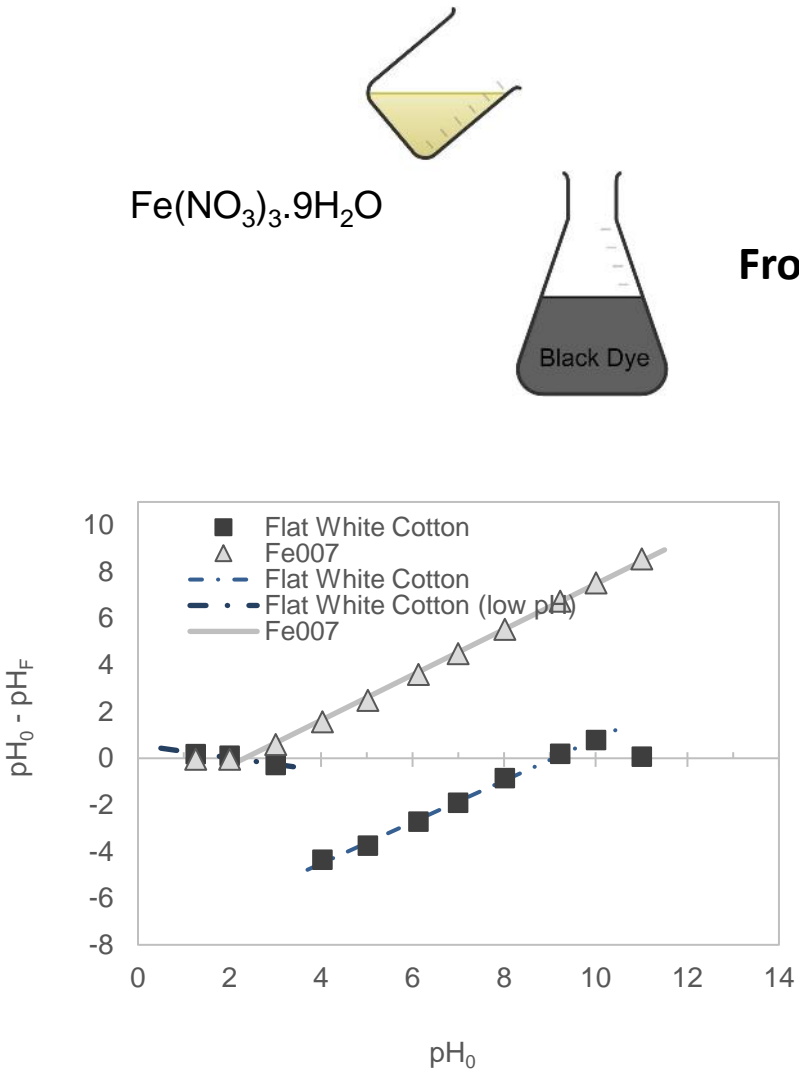 Fe(NO3)3.9H2O
Fro
Black Dye
10
8
6
4
2
0
-2
-4
-6
-8
pH0 - pHF
Flat White Cotton
Fe007
Flat White Cotton
Flat White Cotton (low pH)
Fe007
0 2 4 6 8 10 12 14
pH0